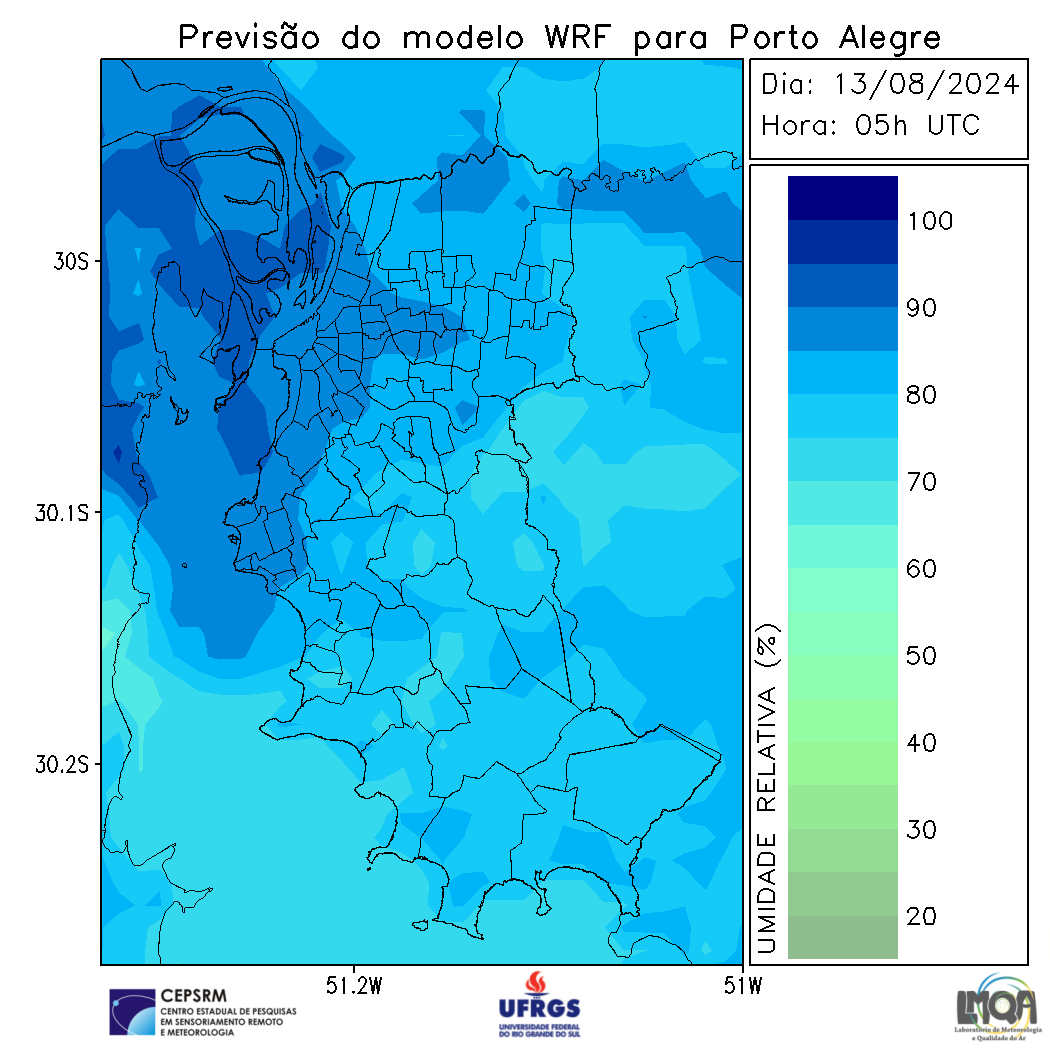 Previsão do modelo WRF para Porto Alegre
Dia: 13/08/2024
Hora: 05h UTC
30S
30.1S
30.2S
51.2W
51W
UMIDADE RELATIVA (%)
100
90
80
70
60
50
40
30
20
CEPSRM
CENTRO ESTADUAL DE PESQUISAS
EM SENSORIAMENTO REMOTO
E METEOROLOGIA
UFRGS
UNIVERSIDADE FEDERAL
DO RIO GRANDE DO SUL
LMQA
Laboratório de Meteorologia
e Qualidade do Ar